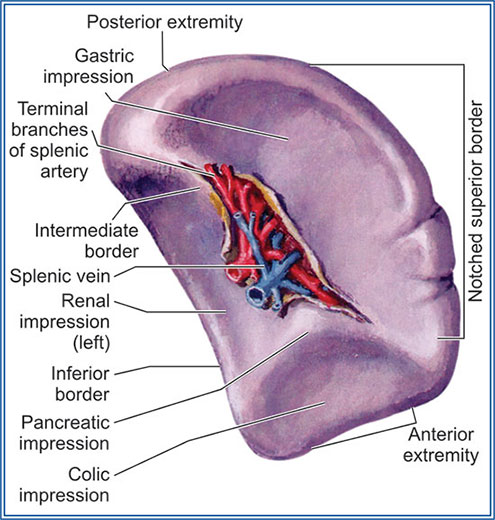 Posterior extremity
Gastric
impression
Terminal
branches
of splenic
artery
Intermediate
border
Splenic vein
Renal
impression
(left)
Inferior
border
Pancreatic
impression
Colic
impression
Notched superior border
Anterior
extremity